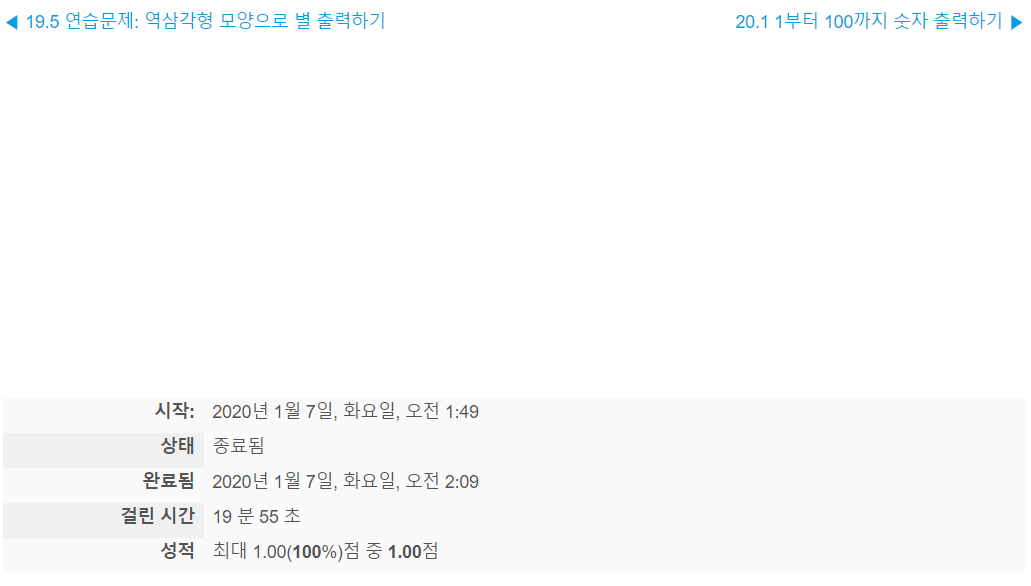 ◀ 19.5 연습문제: 역삼각형 모양으로 별 출력하기
20.1 1부터 100까지 숫자 출력하기 ▶
시작: 2020년 1월 7일, 화요일, 오전 1:49
상태 종료됨
완료됨 2020년 1월 7일, 화요일, 오전 2:09
걸린 시간 19 분 55 초
성적 최대 1.00(100%)점 중 1.00점